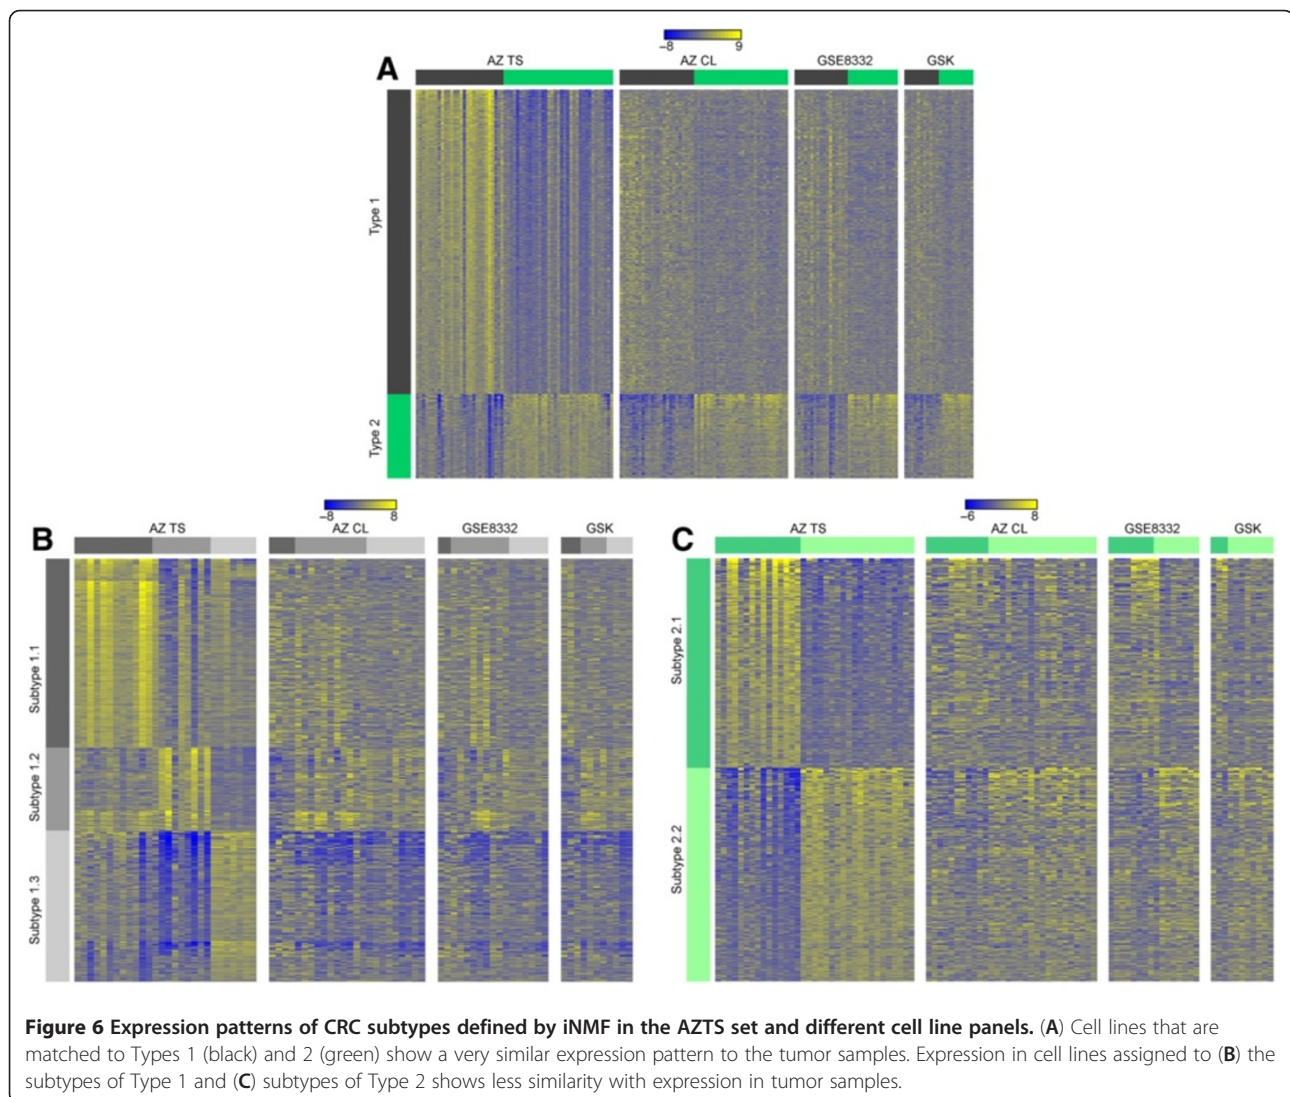 A
−8 9
AZ TS AZ CL GSE8332 GSK
Type 1
Type 2
B
−8 8
AZ TS AZ CL GSE8332 GSK
Subtype 1.1
Subtype 1.2
Subtype 1.3
C
−6 8
AZ TS AZ CL GSE8332 GSK
Subtype 2.1
Subtype 2.2
Figure 6 Expression patterns of CRC subtypes defined by iNMF in the AZTS set and different cell line panels. (A) Cell lines that are
matched to Types 1 (black) and 2 (green) show a very similar expression pattern to the tumor samples. Expression in cell lines assigned to (B) the
subtypes of Type 1 and (C) subtypes of Type 2 shows less similarity with expression in tumor samples.